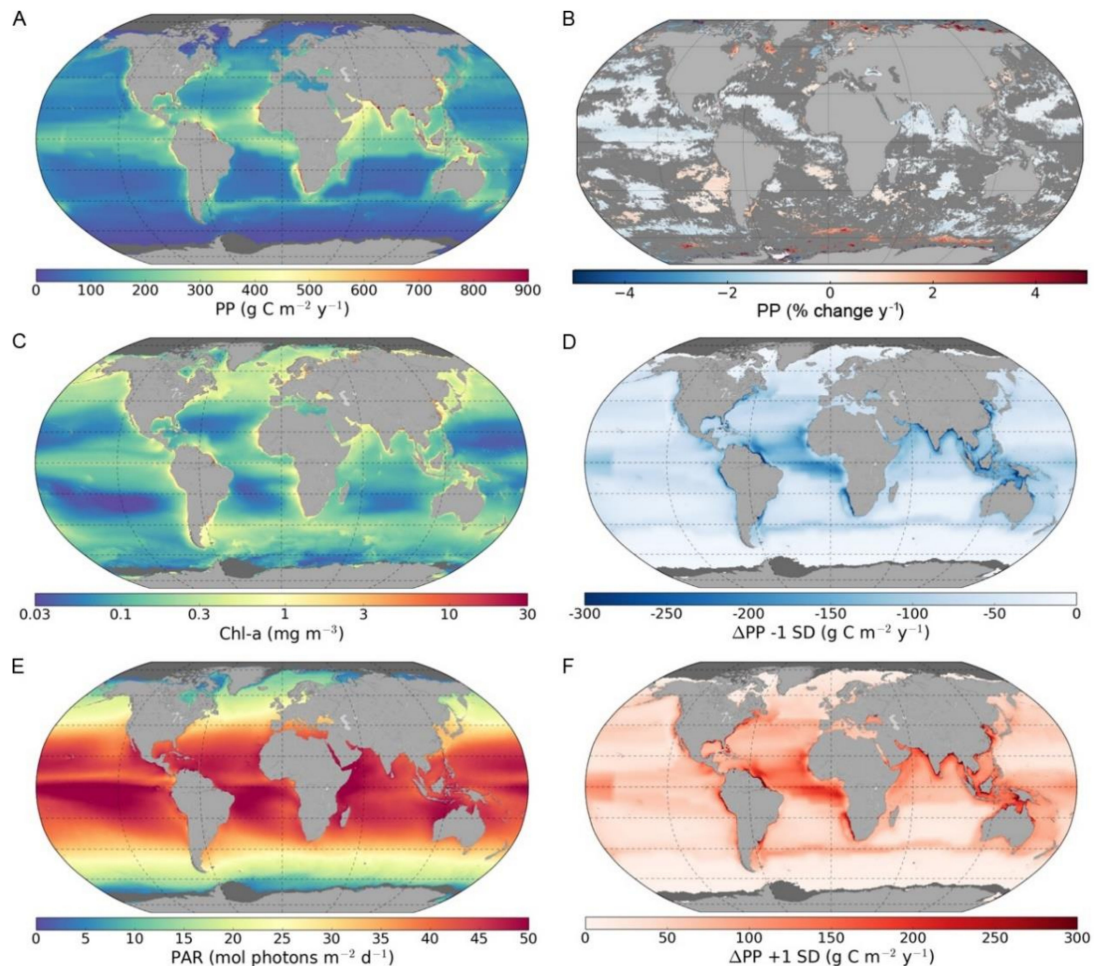 A
B
0 100 200 300 400 500 600 700 800 900
PP (g C m⁻² y⁻¹)
−4 −2 0 2 4
PP (% change y⁻¹)
C
D
0.03 0.1 0.3 1 3 10 30
Chl-a (mg m⁻³)
-300 -250 -200 -150 -100 -50 0
ΔPP -1 SD (g C m⁻² y⁻¹)
E
F
0 5 10 15 20 25 30 35 40 45 50
PAR (mol photons m⁻² d⁻¹)
0 50 100 150 200 250 300
ΔPP +1 SD (g C m⁻² y⁻¹)